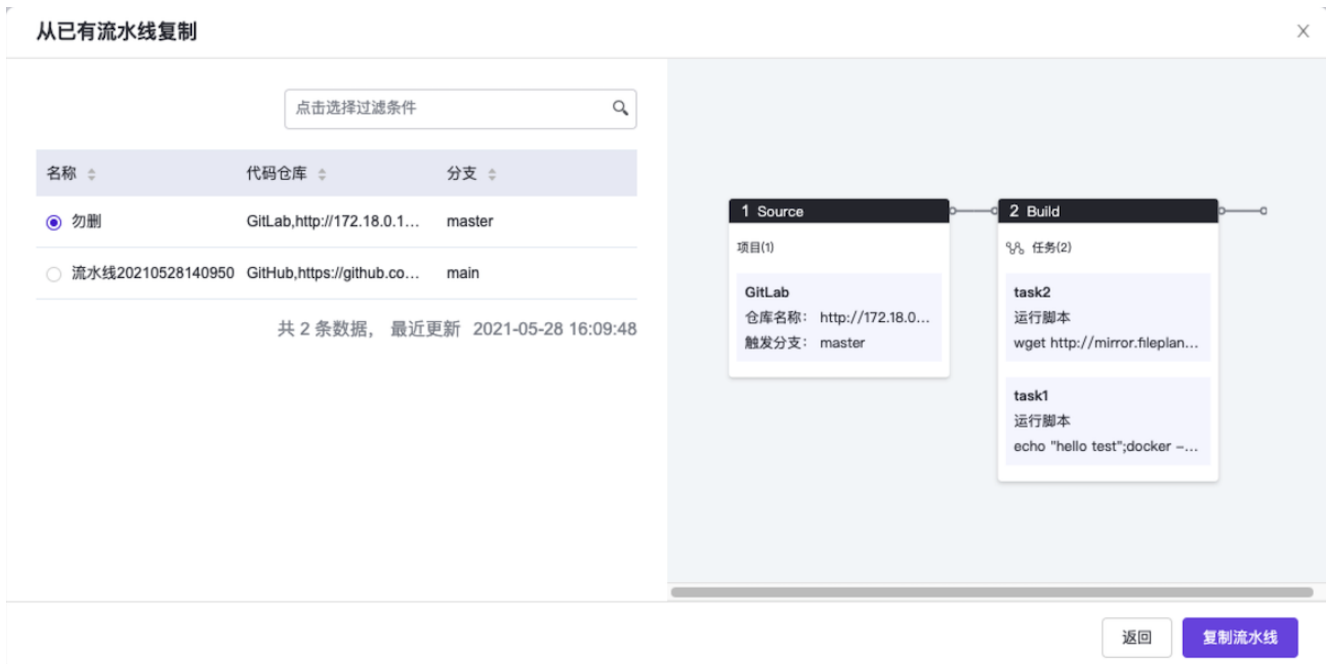 从已有流水线复制
点击选择过滤条件
名称 代码仓库 分支
勿删 GitLab,http://172.18.0.1... master
流水线20210528140950 GitHub,https://github.co... main
共 2 条数据， 最近更新 2021-05-28 16:09:48
1 Source
项目(1)
GitLab
仓库名称： http://172.18.0...
触发分支： master
2 Build
任务(2)
task2
运行脚本
wget http://mirror.fileplan...
task1
运行脚本
echo "hello test";docker –...
返回 复制流水线